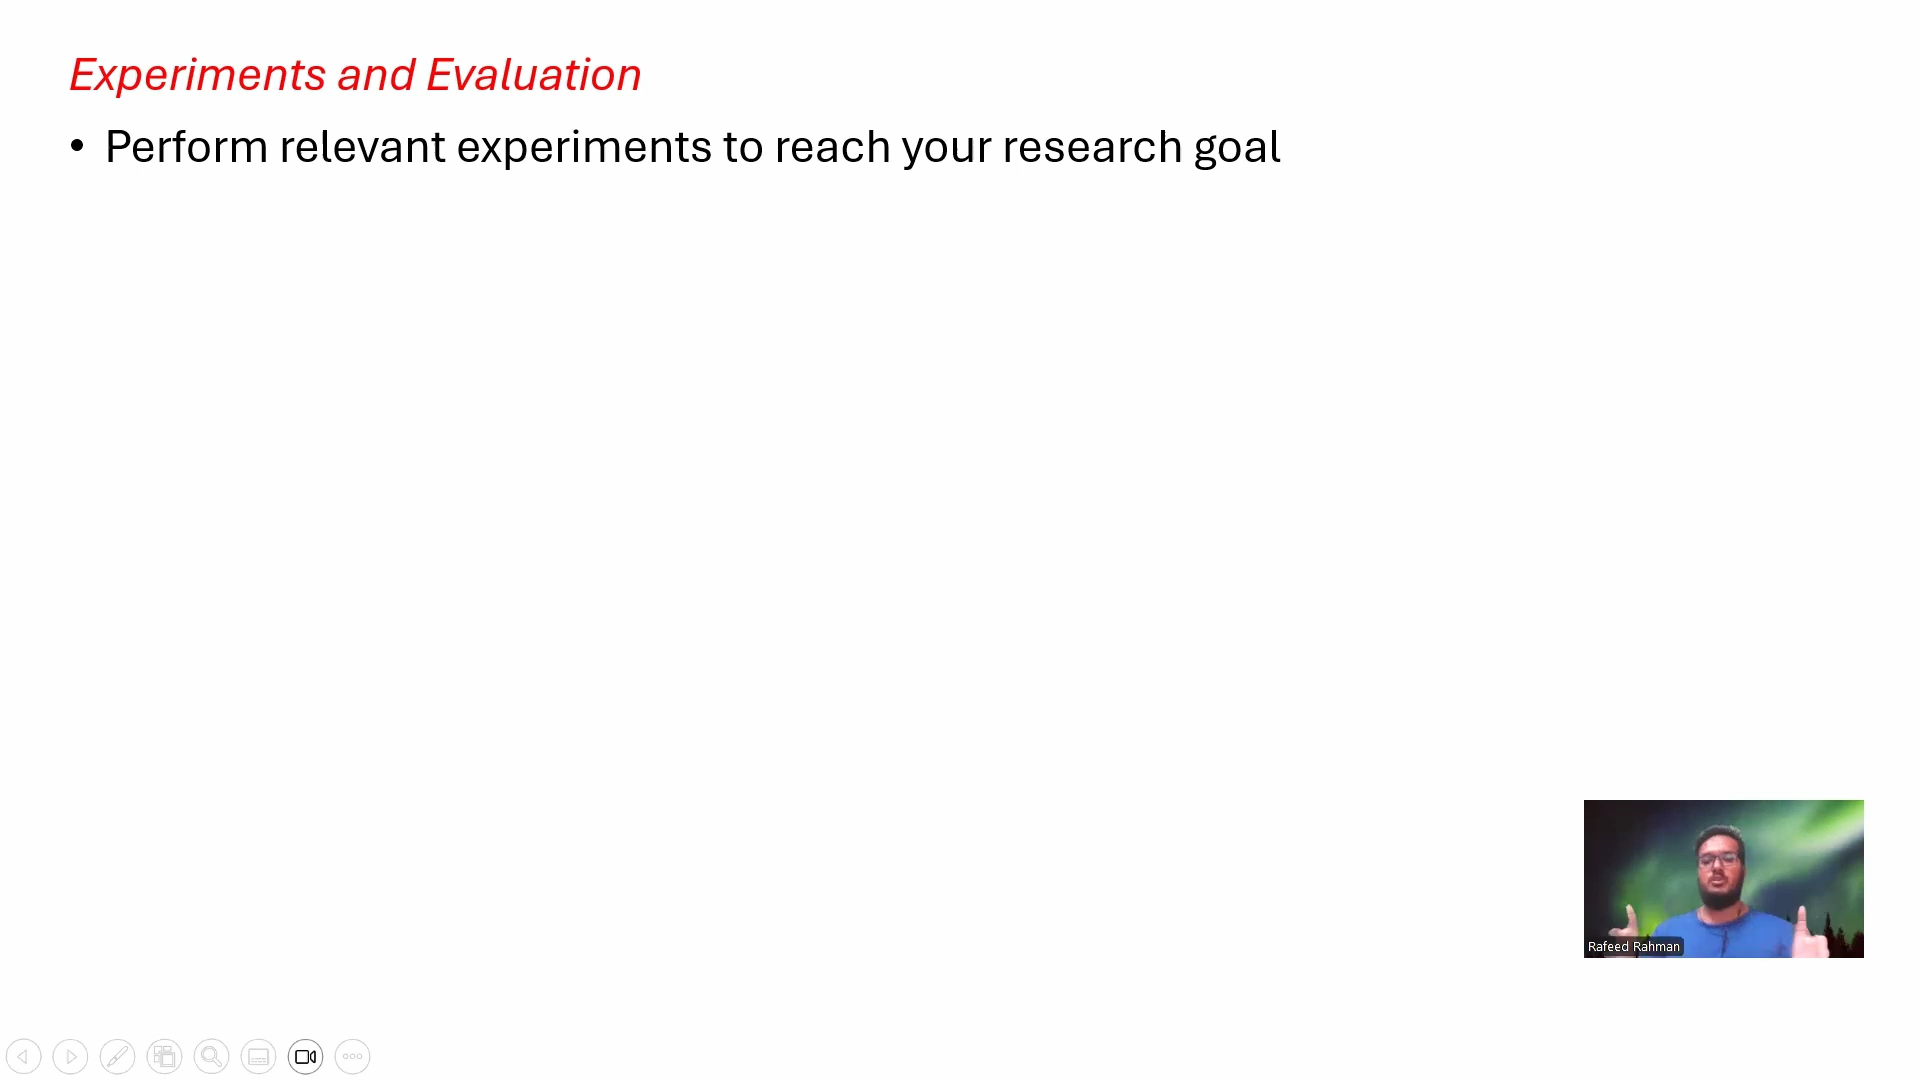 Experiments and Evaluation
• Perform relevant experiments to reach your research goal
Rafeed Rahman